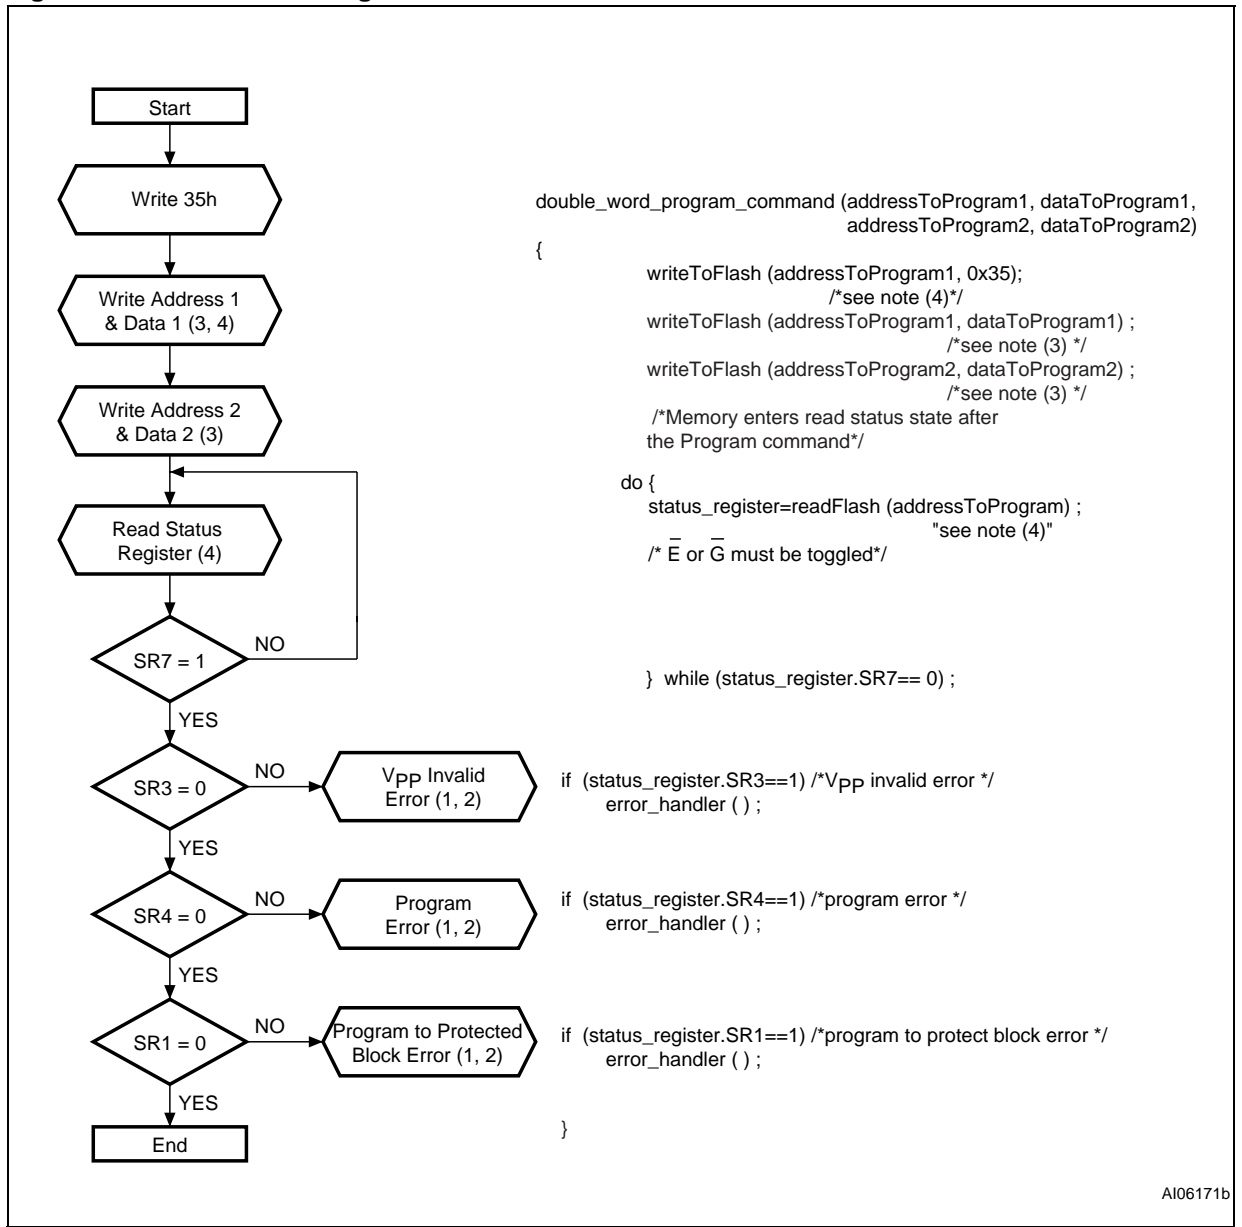 Start
Write 35h
Write Address 1
& Data 1 (3, 4)
Write Address 2
& Data 2 (3)
Read Status
Register (4)
SR7 = 1
NO
YES
SR3 = 0
NO
VPP Invalid
Error (1, 2)
YES
SR4 = 0
NO
Program
Error (1, 2)
YES
SR1 = 0
NO
Program to Protected
Block Error (1, 2)
YES
End
double_word_program_command (addressToProgram1, dataToProgram1,
addressToProgram2, dataToProgram2)
{
writeToFlash (addressToProgram1, 0x35);
/*see note (4)*/
writeToFlash (addressToProgram1, dataToProgram1) ;
/*see note (3) */
writeToFlash (addressToProgram2, dataToProgram2) ;
/*see note (3) */
/*Memory enters read status state after
the Program command*/
do {
status_register=readFlash (addressToProgram) ;
"see note (4)"
/* E̅ or G̅ must be toggled*/
} while (status_register.SR7== 0) ;
if (status_register.SR3==1) /*VPP invalid error */
error_handler ( ) ;
if (status_register.SR4==1) /*program error */
error_handler ( ) ;
if (status_register.SR1==1) /*program to protect block error */
error_handler ( ) ;
}
AI06171b